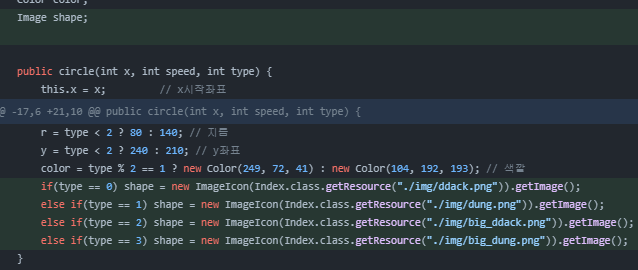 Color color;
Image shape;
public circle(int x, int speed, int type) {
this.x = x; // x시작좌표
@ -17,6 +21,10 @@ public circle(int x, int speed, int type) {
r = type < 2 ? 80 : 140; // 지름
y = type < 2 ? 240 : 210; // y좌표
color = type % 2 == 1 ? new Color(249, 72, 41) : new Color(104, 192, 193); // 색깔
if(type == 0) shape = new ImageIcon(Index.class.getResource("./img/ddack.png")).getImage();
else if(type == 1) shape = new ImageIcon(Index.class.getResource("./img/dung.png")).getImage();
else if(type == 2) shape = new ImageIcon(Index.class.getResource("./img/big_ddack.png")).getImage();
else if(type == 3) shape = new ImageIcon(Index.class.getResource("./img/big_dung.png")).getImage();
}